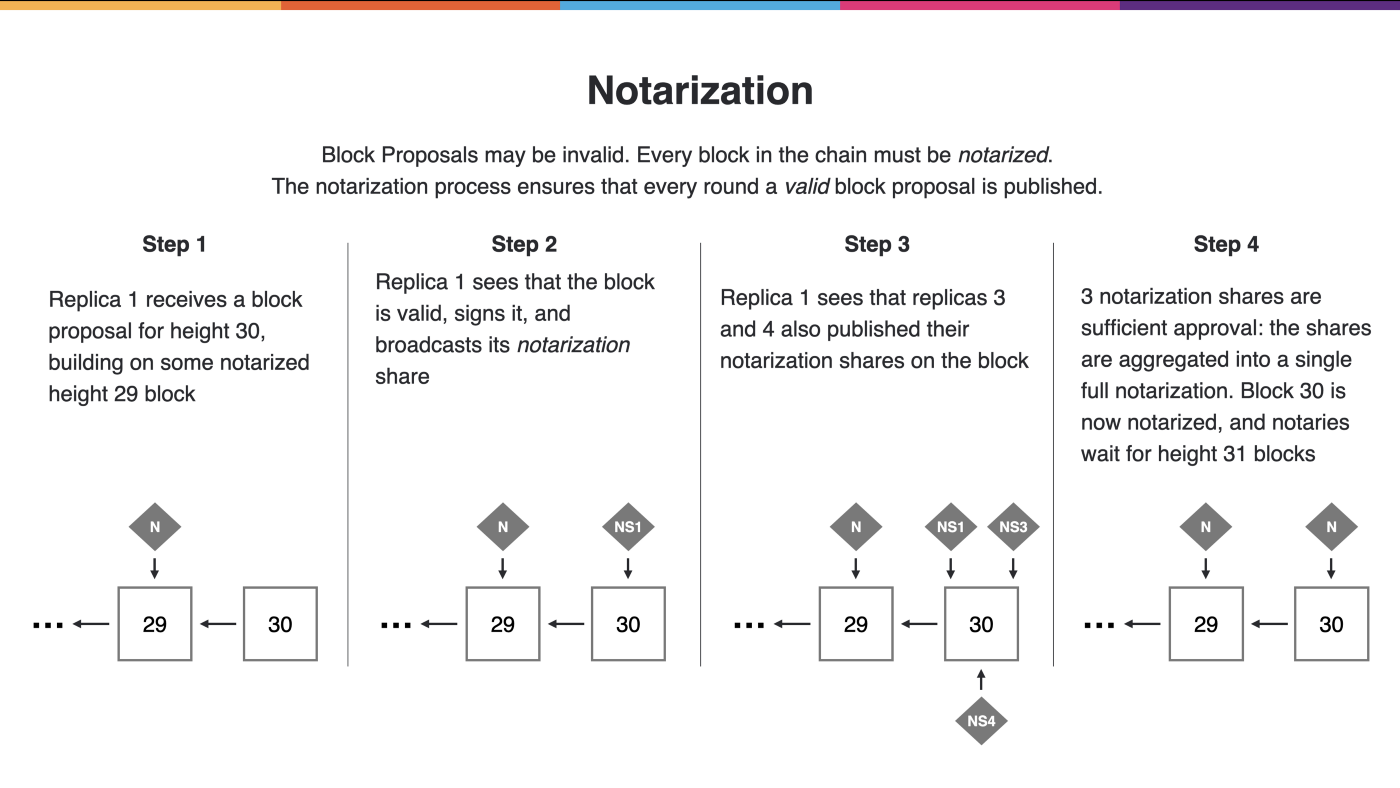 Notarization
Block Proposals may be invalid. Every block in the chain must be notarized.
The notarization process ensures that every round a valid block proposal is published.
Step 1
Replica 1 receives a block
proposal for height 30,
building on some notarized
height 29 block
N
... 29 30
Step 2
Replica 1 sees that the block
is valid, signs it, and
broadcasts its notarization
share
N NS1
... 29 30
Step 3
Replica 1 sees that replicas 3
and 4 also published their
notarization shares on the block
N NS1 NS3
... 29 30
NS4
Step 4
3 notarization shares are
sufficient approval: the shares
are aggregated into a single
full notarization. Block 30 is
now notarized, and notaries
wait for height 31 blocks
N N
... 29 30